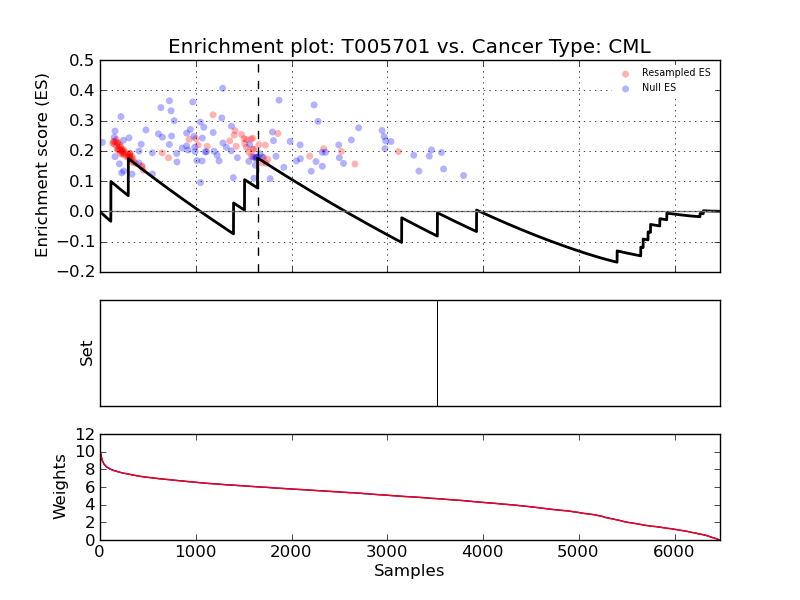 Enrichment plot: T005701 vs. Cancer Type: CML
0.5
0.4
0.3
0.2
0.1
0.0
−0.1
−0.2
Enrichment score (ES)
Resampled ES
Null ES
Set
12
10
8
6
4
2
0
Weights
0 1000 2000 3000 4000 5000 6000
Samples